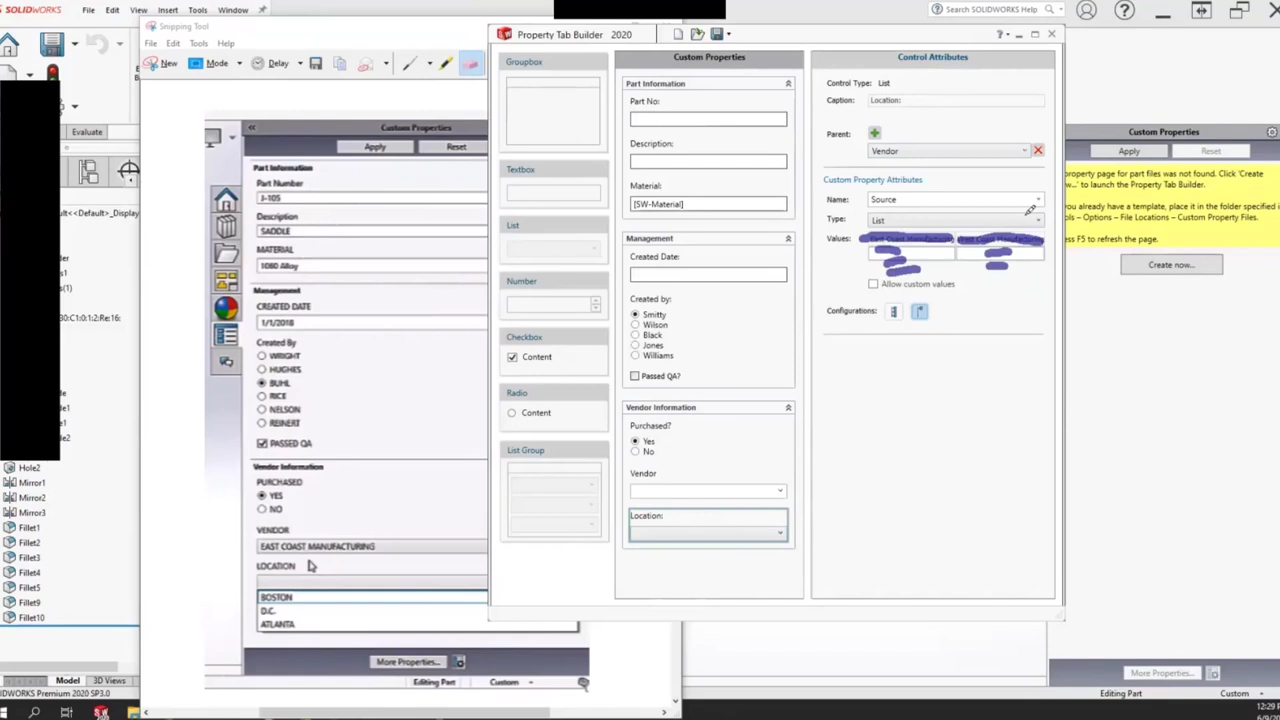 SOLIDWORKS
File Edit View Insert Tools Window
Search SOLIDWORKS Help
Evaluate
ult<<Default>_Display
Hole2
Mirror1
Mirror2
Mirror3
Fillet1
Fillet2
Fillet3
Fillet4
Fillet5
Fillet9
Fillet10
Model 3D Views
Snipping Tool
File Edit Tools Help
New Mode Delay
Custom Properties
Apply Reset
Part Information
Part Number
J-105
Description
SADDLE
MATERIAL
1060 Alloy
Management
CREATED DATE
1/1/2018
Created By
WRIGHT
HUGHES
BUHL
RICE
NELSON
REINERT
PASSED QA
Vendor Information
PURCHASED
YES
NO
VENDOR
EAST COAST MANUFACTURING
LOCATION
BOSTON
D.C.
ATLANTA
More Properties...
Editing Part Custom
Property Tab Builder 2020
Groupbox
Textbox
List
Number
Checkbox
Content
Radio
Content
List Group
Custom Properties
Part Information
Part No:
Description:
Material:
[SW-Material]
Management
Created Date:
Created by:
Smitty
Wilson
Black
Jones
Williams
Passed QA?
Vendor Information
Purchased?
Yes
No
Vendor
Location:
Control Attributes
Control Type: List
Caption: Location:
Parent:
Vendor
Custom Property Attributes
Name: Source
Type: List
Values:
Allow custom values
Configurations:
Custom Properties
Apply Reset
property page for part files was not found. Click 'Create
...' to launch the Property Tab Builder.
you already have a template, place it in the folder specified
– Options – File Locations – Custom Property Files.
F5 to refresh the page.
Create now...
More Properties...
Editing Part Custom
12:29